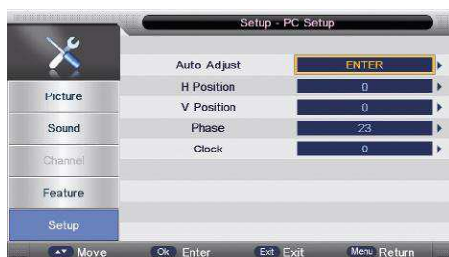 Setup - PC Setup
Auto Adjust ENTER
H Position 0
V Position 0
Phase 23
Clock 0
Picture
Sound
Channel
Feature
Setup
Move Ok Enter Exit Exit Menu Return